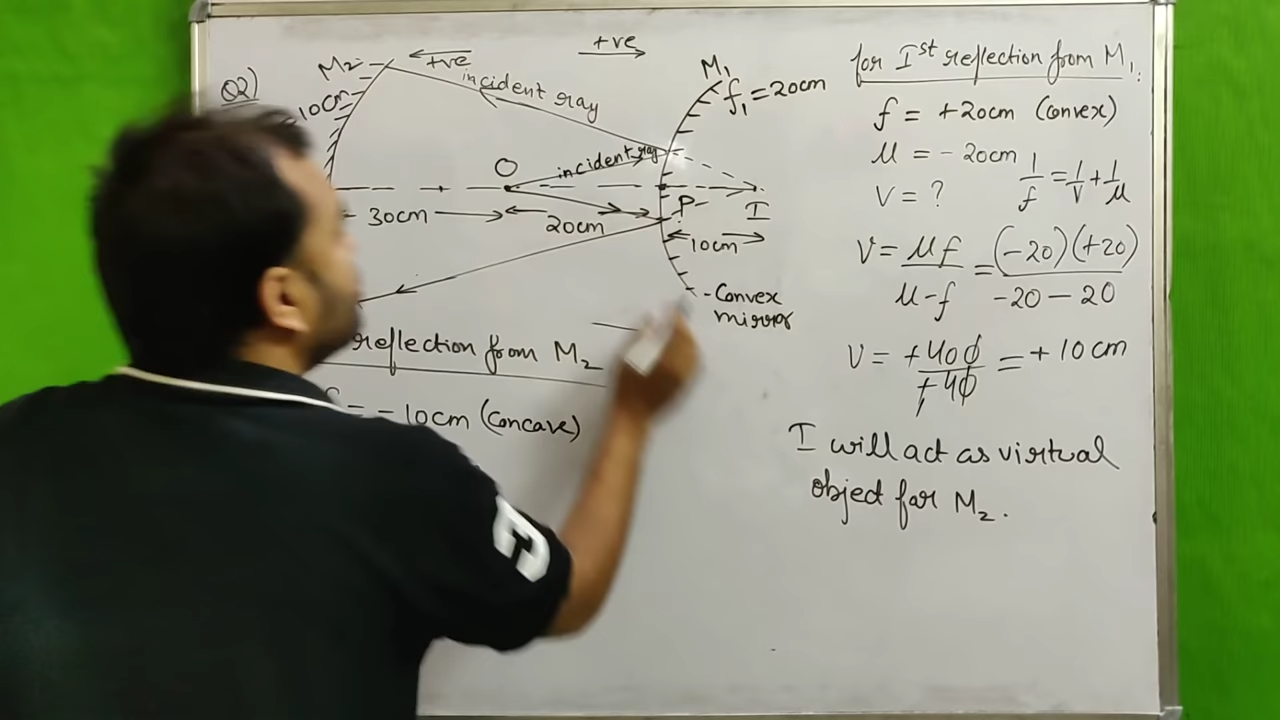 Q2)
M2
10cm
+ve
incident ray
+ve
M1
f1 = 20cm
O
incident ray
30cm
20cm
P
I
10cm
- Convex
mirror
reflection from M2
= - 10cm (Concave)
for Ist reflection from M1.
f = +20cm (Convex)
u = - 20cm
V = ?
1/f = 1/v + 1/u
V = uf/u-f = (-20)(+20)/-20 - 20
V = +400/+40 = +10cm
I will act as virtual
object for M2.